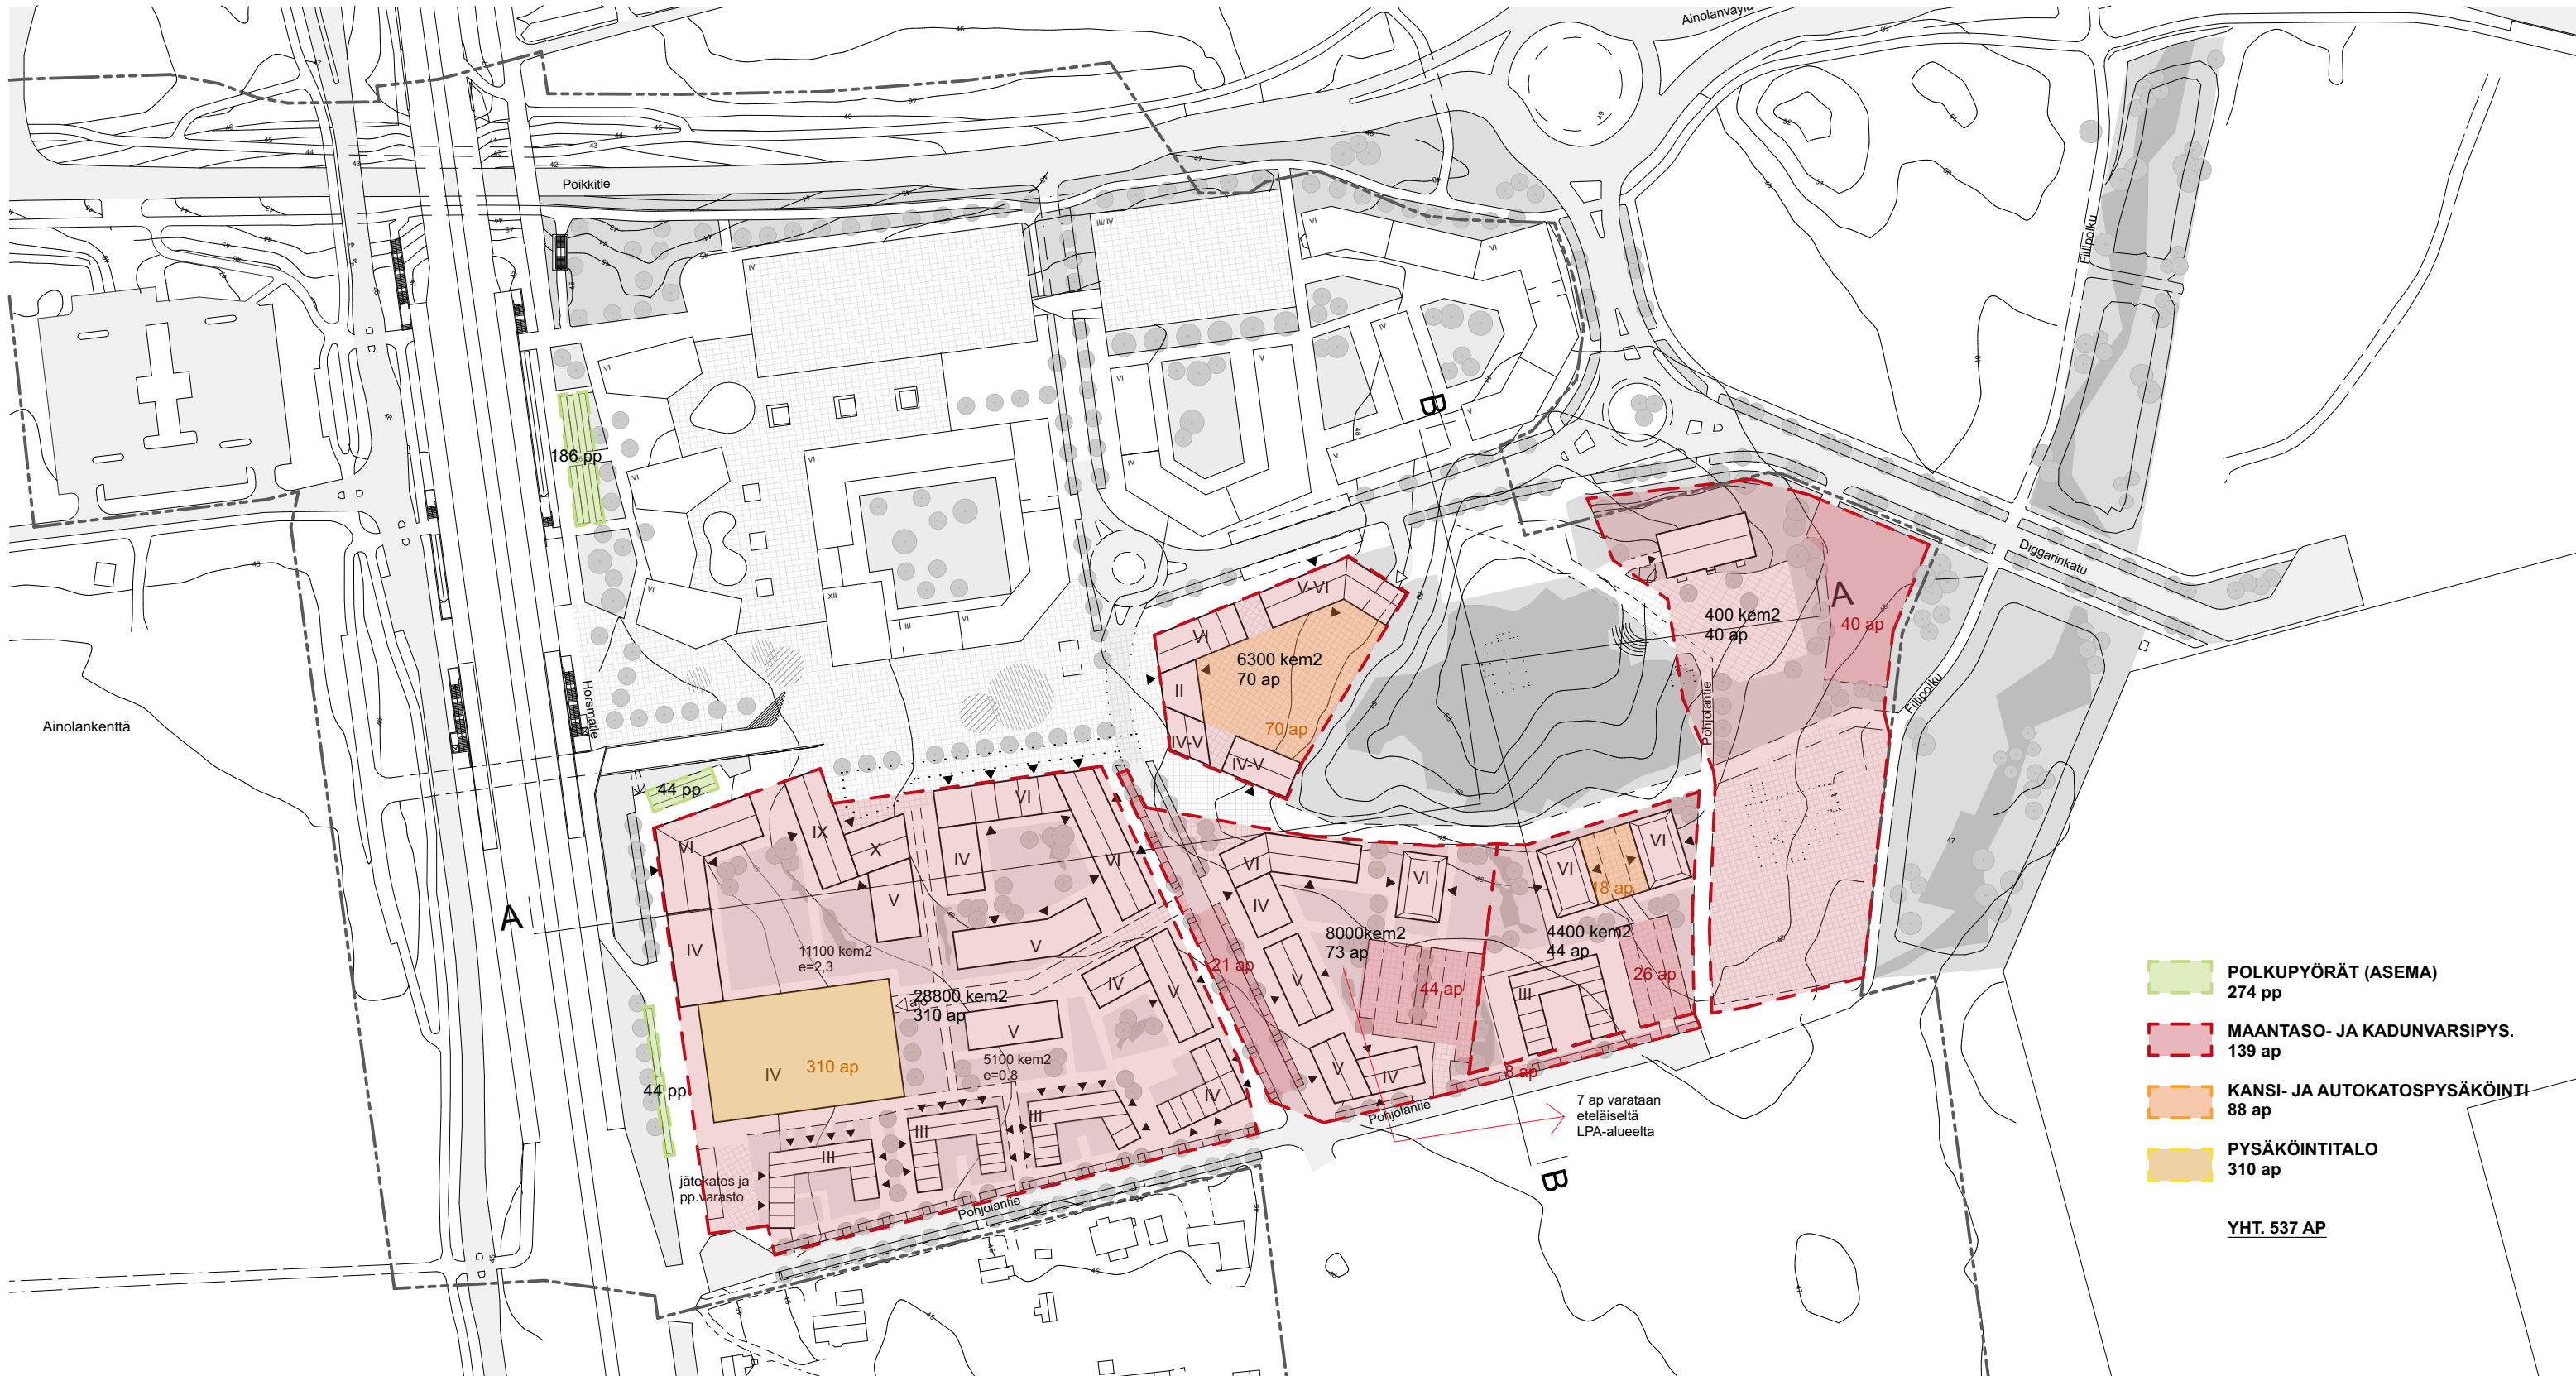 Ainolanväylä
Poikkitie
Fillipolku
186 pp
B
Diggarinkatu
Horsmatie
Ainolankenttä
V-VI
VI
6300 kem2
70 ap
II
70 ap
IV-V
IV-V
400 kem2
40 ap
A
40 ap
Pohjolantie
Fillipolku
44 pp
VI
IX
X
V
IV
VI
IV
VI
V
A
11100 kem2
e=2,3
ajo
28800 kem2
310 ap
IV
310 ap
IV
V
V
5100 kem2
e=0,8
IV
III
III
III
44 pp
jätekatos ja
pp.varasto
Pohjolantie
21 ap
VI
IV
VI
V
8000kem2
73 ap
44 ap
V
IV
VI
18 ap
VI
4400 kem2
44 ap
26 ap
III
8 ap
Pohjolantie
7 ap varataan
eteläiseltä
LPA-alueelta
B
POLKUPYÖRÄT (ASEMA)
274 pp
MAANTASO- JA KADUNVARSIPYS.
139 ap
KANSI- JA AUTOKATOSPYSÄKÖINTI
88 ap
PYSÄKÖINTITALO
310 ap
YHT. 537 AP